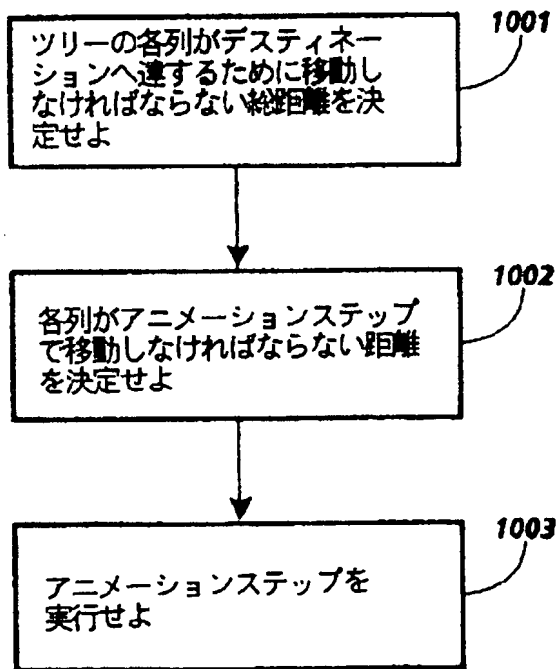 1001
ツリーの各列がデスティネー
ションへ達するために移動し
なければならない総距離を決
定せよ
1002
各列がアニメーションステップ
で移動しなければならない距離
を決定せよ
1003
アニメーションステップを
実行せよ